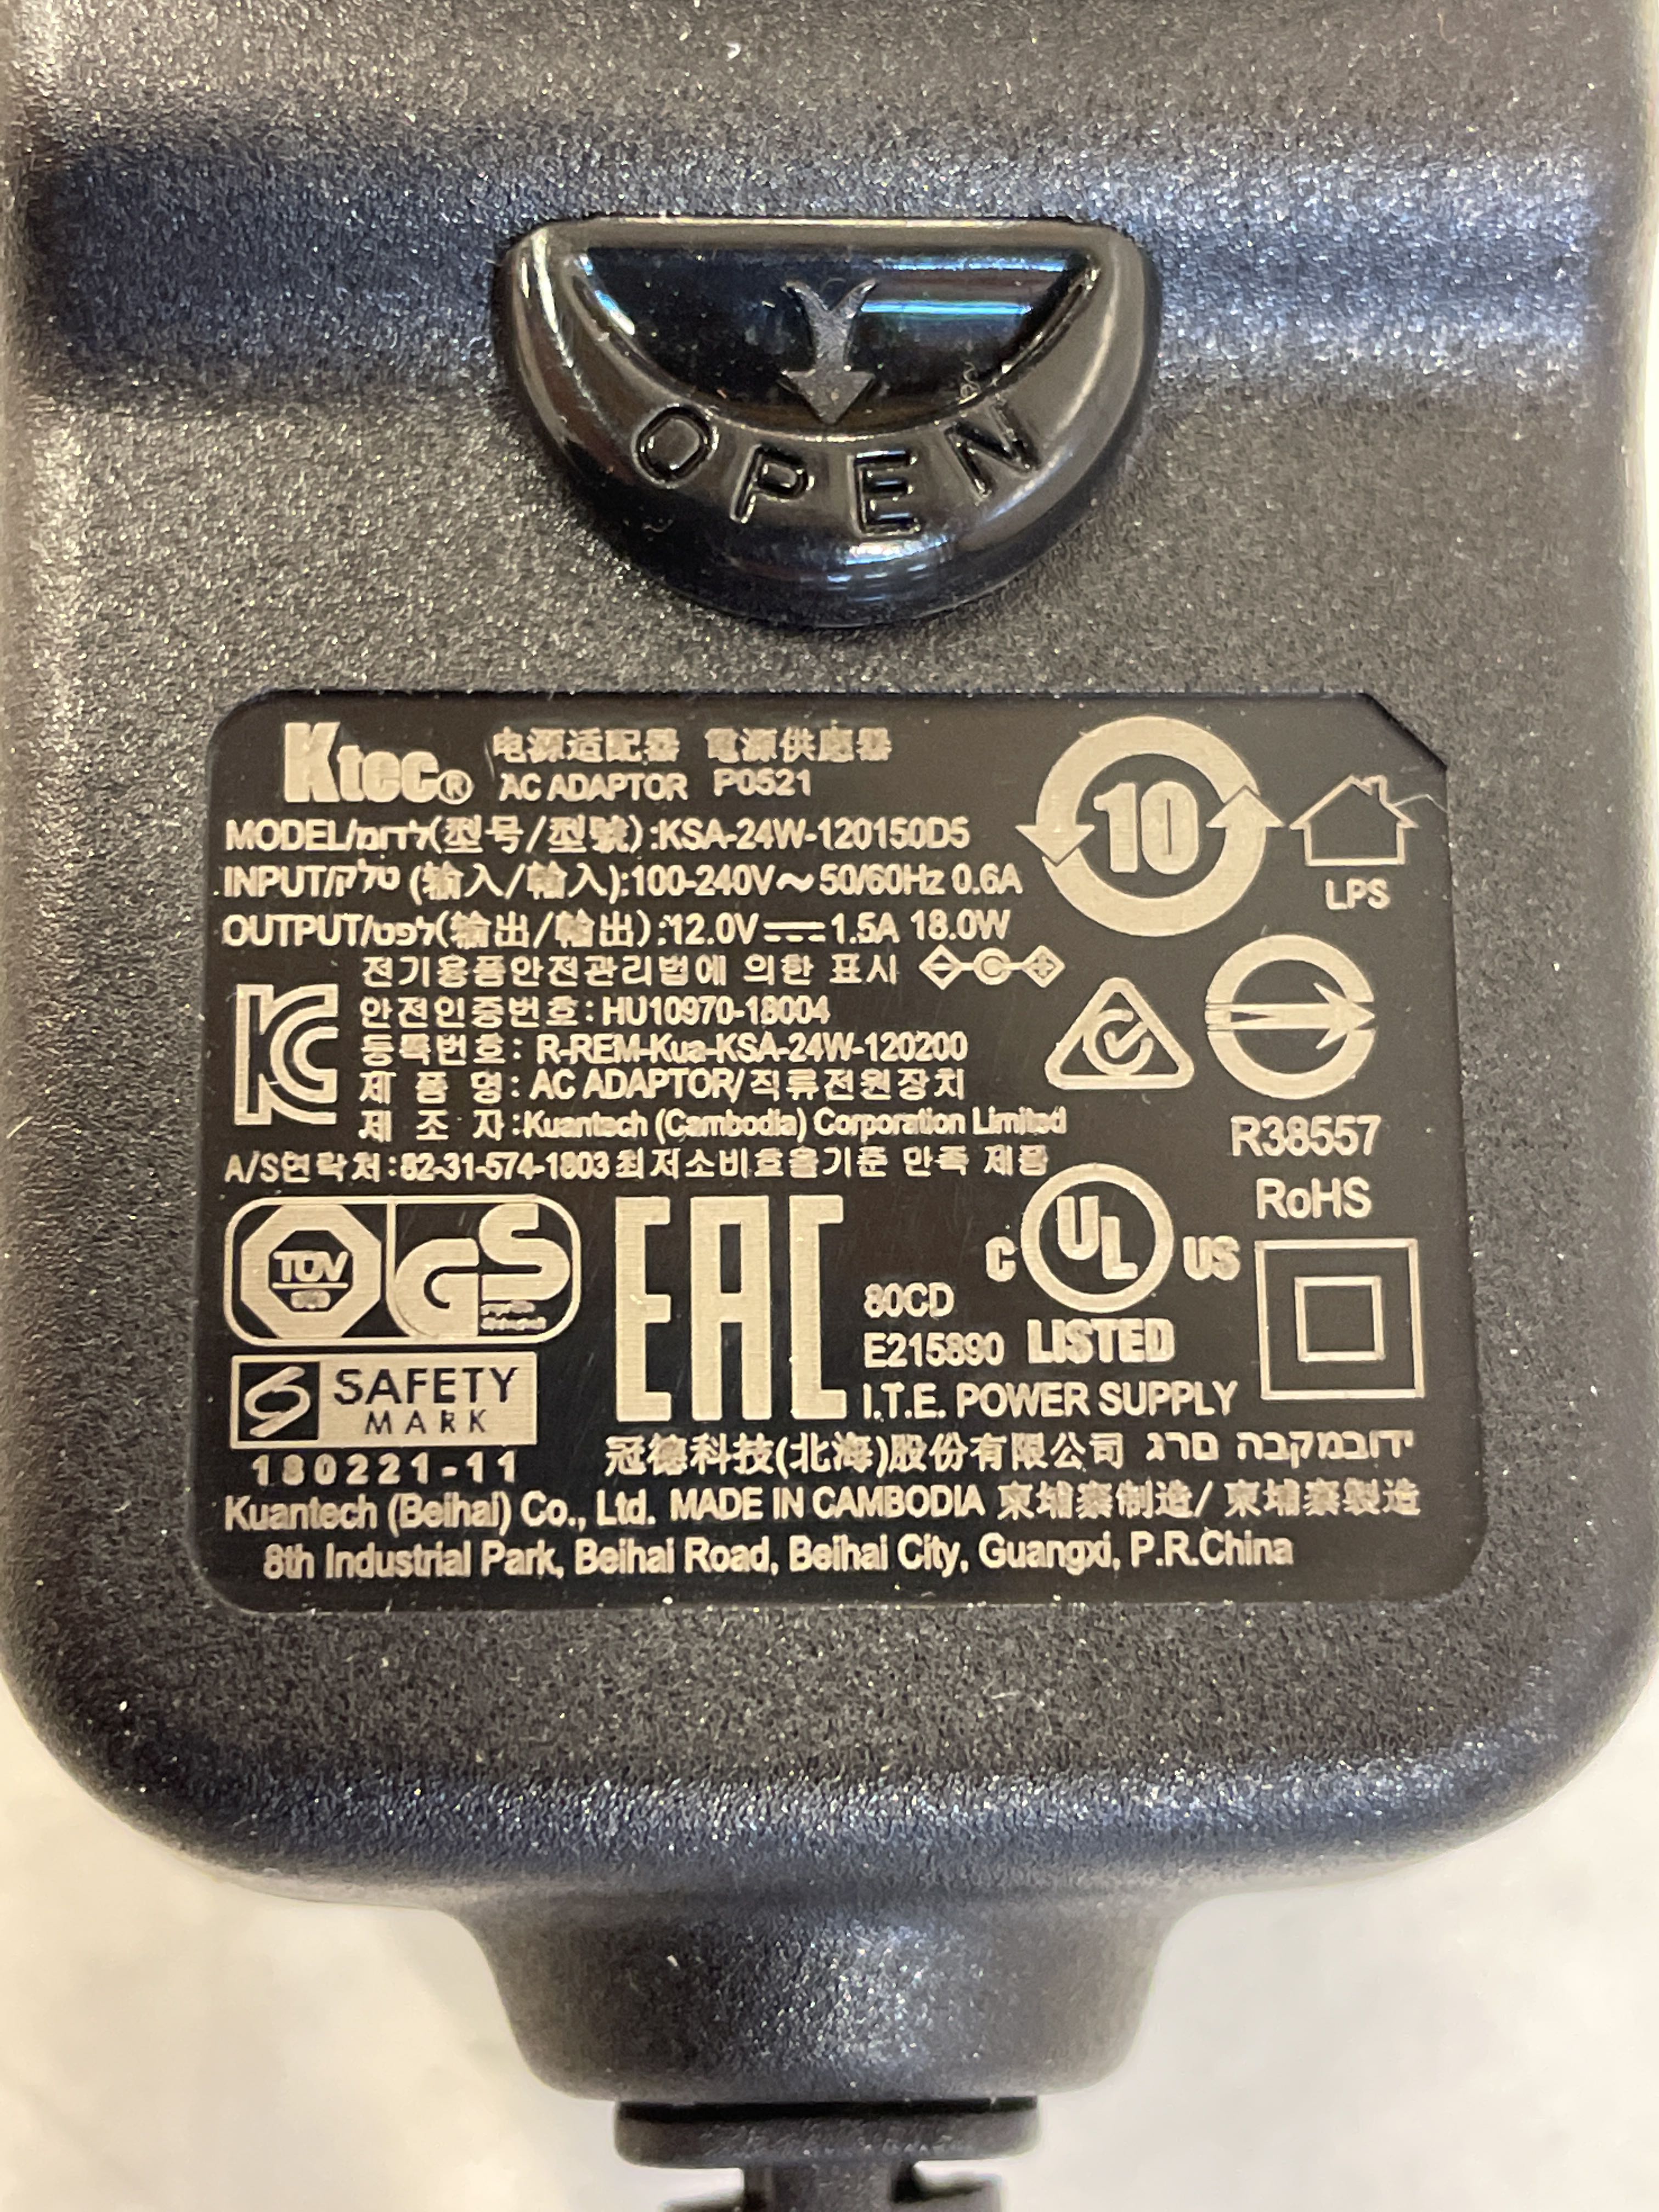 OPEN
Ktec® 电源适配器 電源供應器
AC ADAPTOR P0521
MODEL/לדומ(型号/型號):KSA-24W-120150D5
INPUT/קלט (输入/輸入):100-240V～50/60Hz 0.6A
OUTPUT/פלט(输出/輸出):12.0V⎓1.5A 18.0W
10
LPS
전기용품안전관리법에 의한 표시
안전인증번호: HU10970-18004
등록번호: R-REM-Kua-KSA-24W-120200
제 품 명: AC ADAPTOR/직류전원장치
제 조 자:Kuantech (Cambodia) Corporation Limited
A/S연락처:82-31-574-1803 최저소비효율기준 만족 제품
R38557
RoHS
TÜV
GS
EAC
C UL US
80CD
E215890 LISTED
I.T.E. POWER SUPPLY
SAFETY
MARK
180221-11
冠德科技(北海)股份有限公司
Kuantech (Beihai) Co., Ltd. MADE IN CAMBODIA 柬埔寨制造/ 柬埔寨製造
8th Industrial Park, Beihai Road, Beihai City, Guangxi, P.R.China